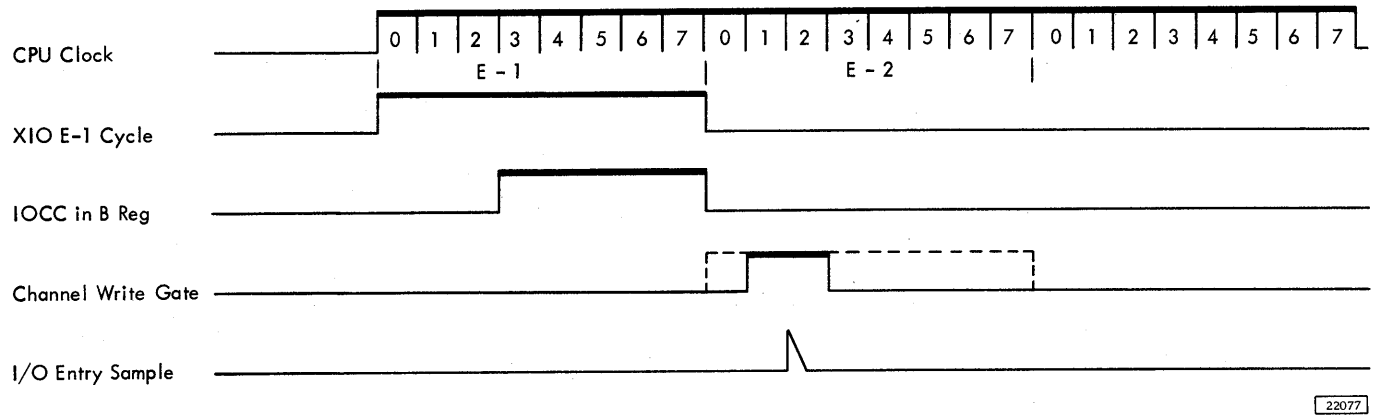 CPU Clock 0 1 2 3 4 5 6 7 0 1 2 3 4 5 6 7 0 1 2 3 4 5 6 7
E - 1 E - 2
XIO E-1 Cycle
IOCC in B Reg
Channel Write Gate
I/O Entry Sample
22077